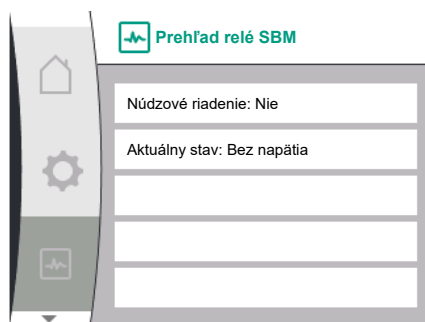 Prehľad relé SBM
Núdzové riadenie: Nie
Aktuálny stav: Bez napätia